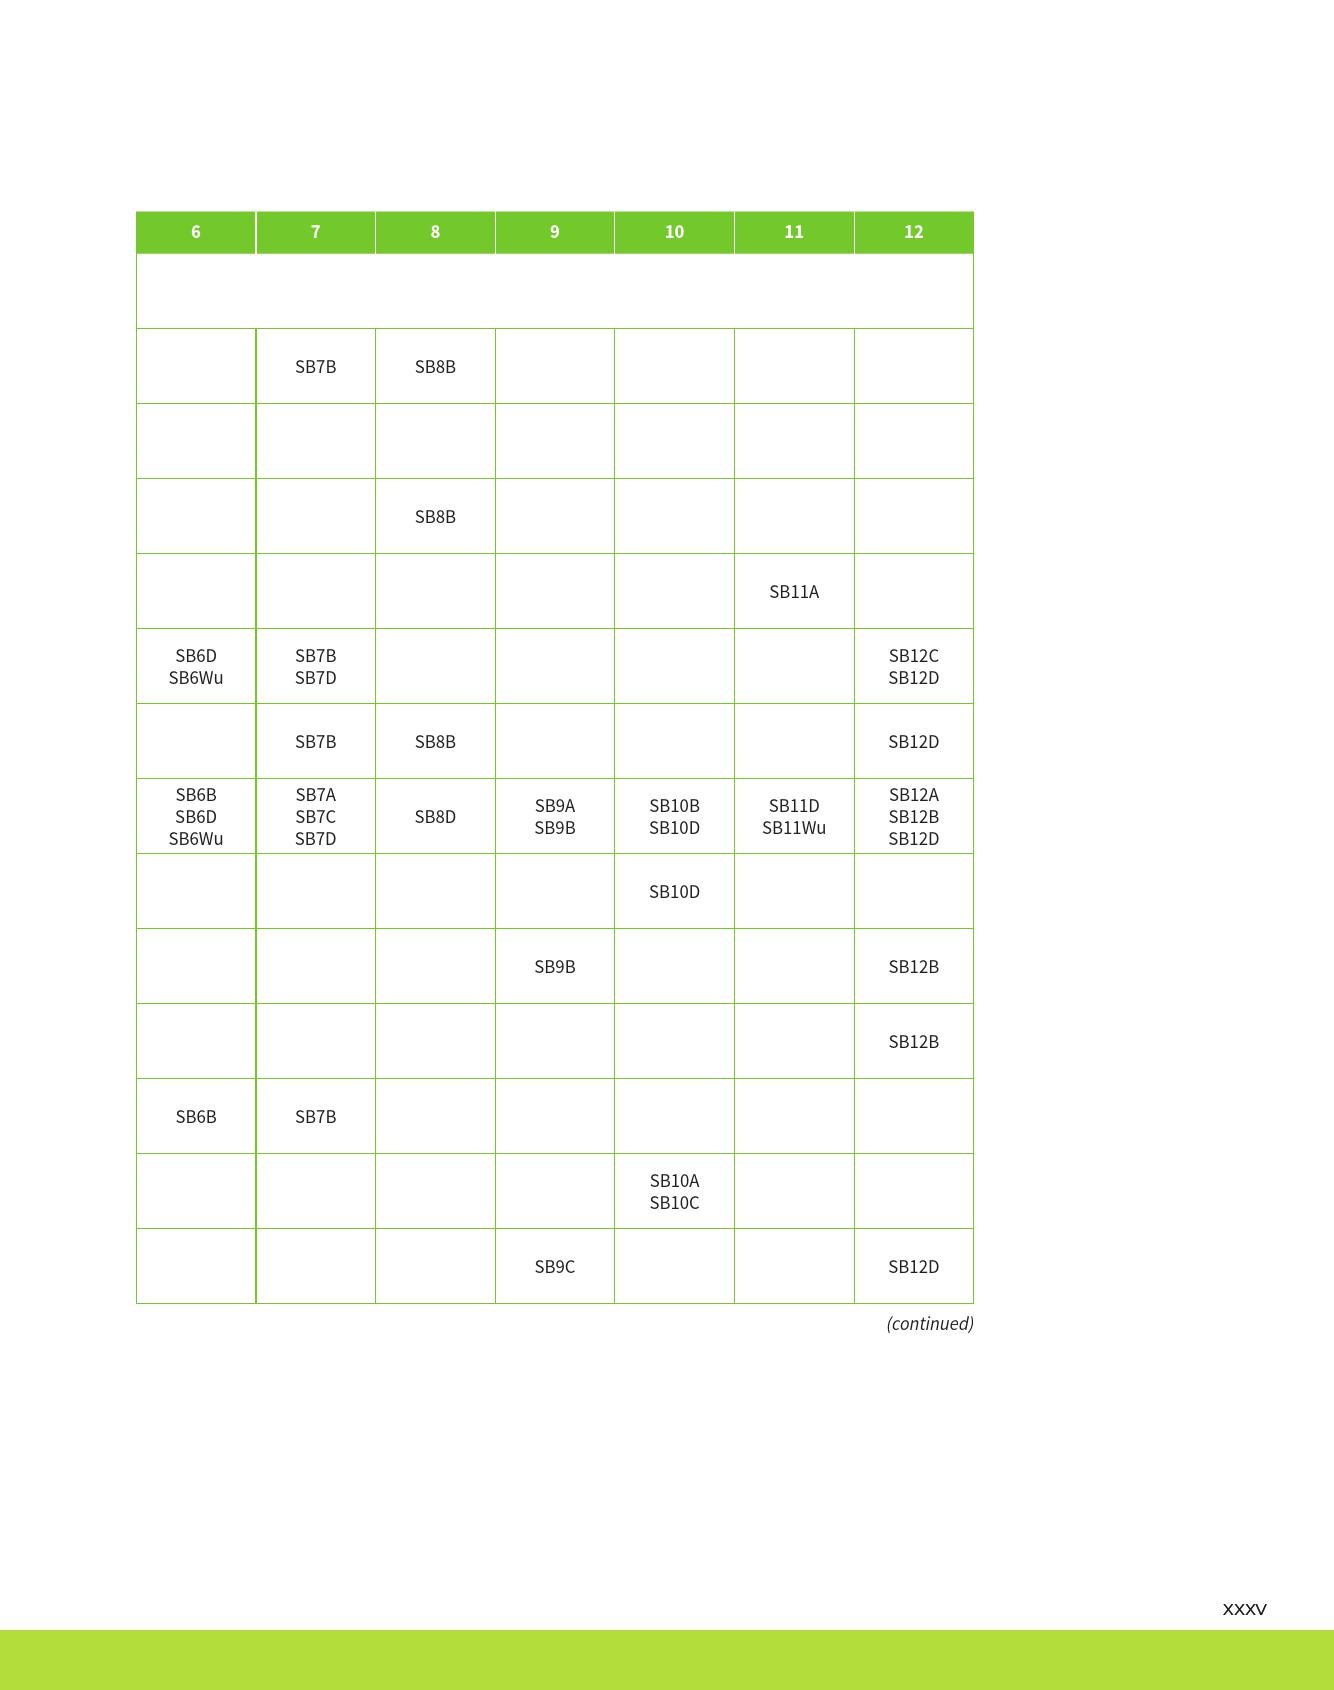 6 7 8 9 10 11 12
SB7B SB8B
SB8B
SB11A
SB6D SB7B SB12C
SB6Wu SB7D SB12D
SB7B SB8B SB12D
SB6B SB7A SB12A
SB9A SB10B SB11D
SB6D SB7C SB8D SB12B
SB9B SB10D SB11Wu
SB6Wu SB7D SB12D
SB10D
SB9B SB12B
SB12B
SB6B SB7B
SB10A
SB10C
SB9C SB12D
(continued)
xxxv